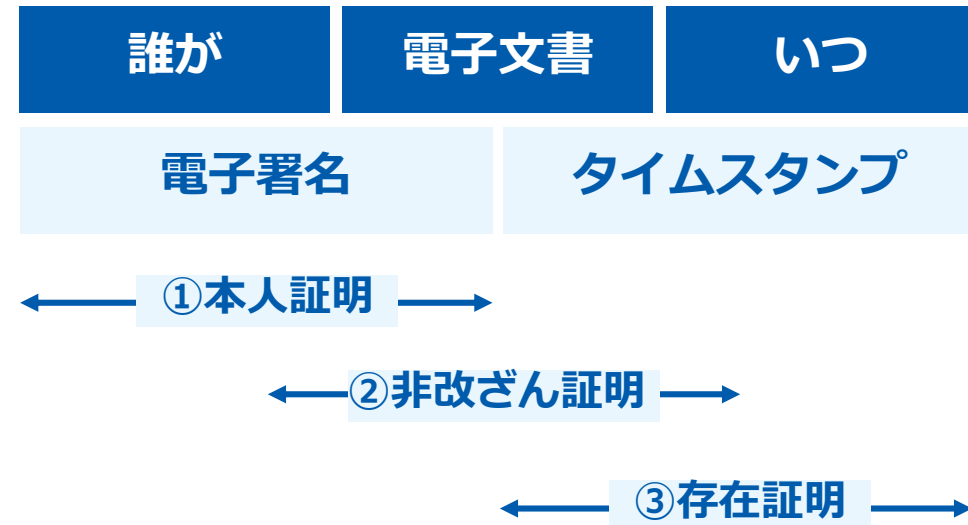 誰が 電子文書 いつ
電子署名 タイムスタンプ
①本人証明
②非改ざん証明
③存在証明